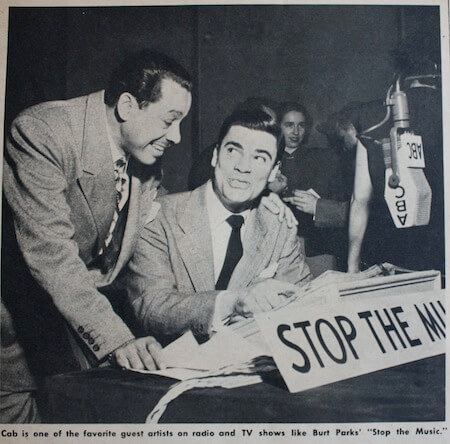 ABC
ABC
STOP THE MU
Cab is one of the favorite guest artists on radio and TV shows like Burt Parks' "Stop the Music."